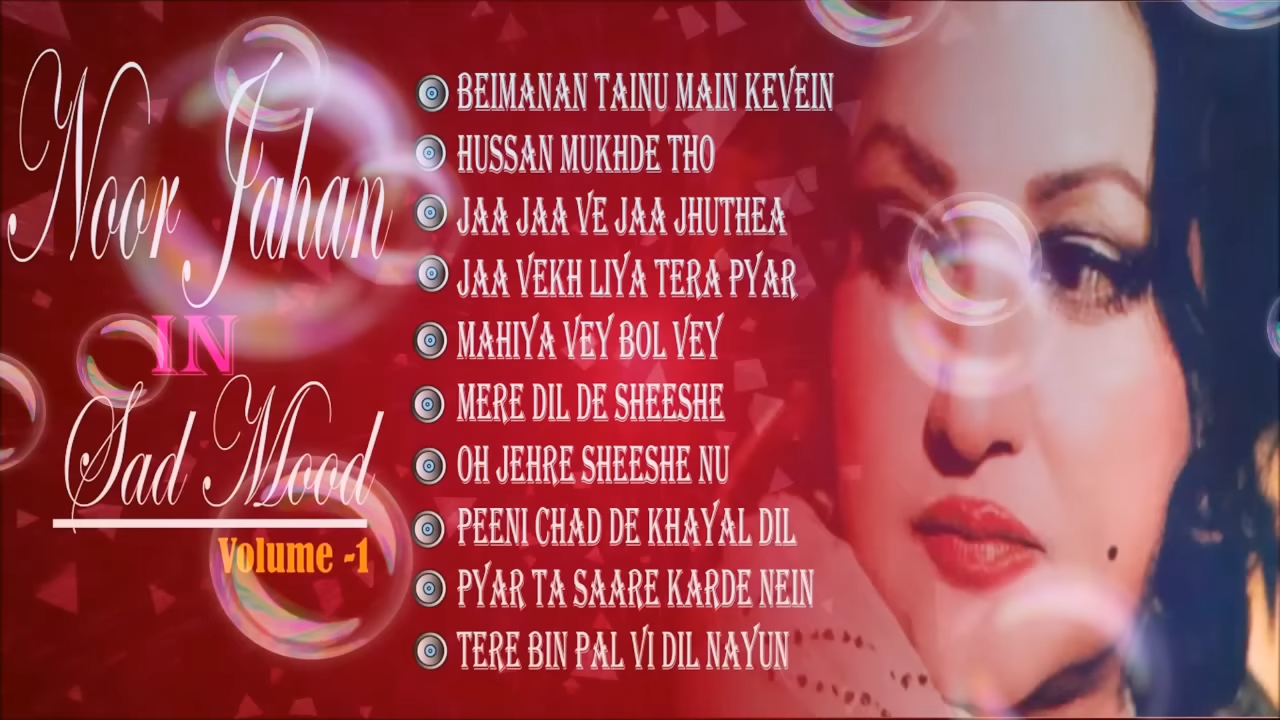 Noor Jahan
IN
Sad Mood
Volume -1
BEIMANAN TAINU MAIN KEVEIN
HUSSAN MUKHDE THO
JAA JAA VE JAA JHUTHEA
JAA VEKH LIYA TERA PYAR
MAHIYA VEY BOL VEY
MERE DIL DE SHEESHE
OH JEHRE SHEESHE NU
PEENI CHAD DE KHAYAL DIL
PYAR TA SAARE KARDE NEIN
TERE BIN PAL VI DIL NAYUN